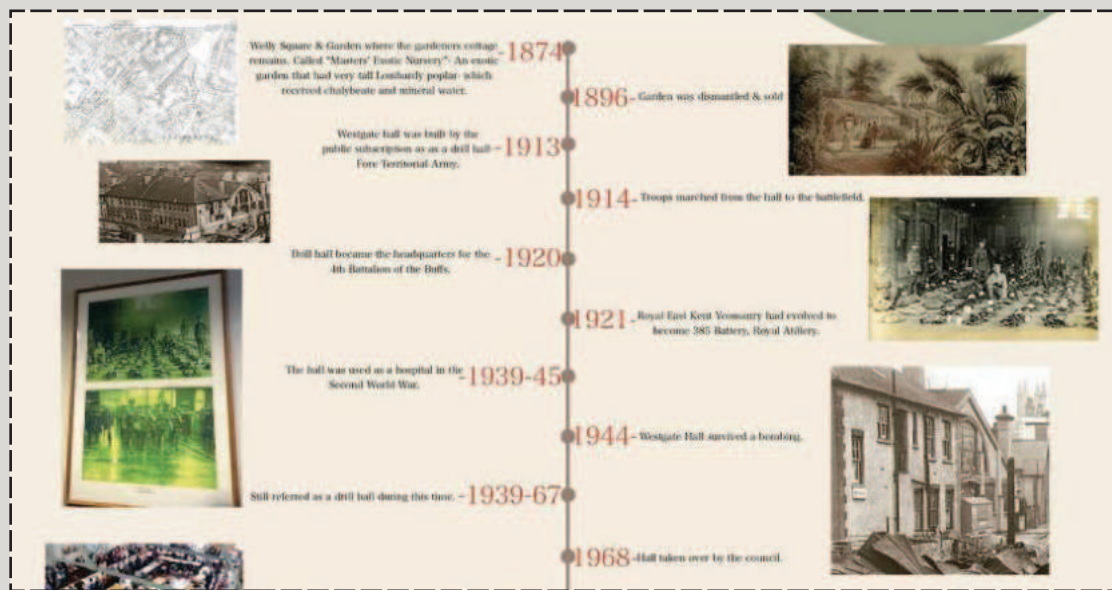 Welly Square & Garden where the gardeners cottage
remains. Called "Masters' Exotic Nursery". An exotic
garden that had very tall Lombardy poplar which
received chalybeate and mineral water.
-1874
1896- Garden was dismantled & sold
Westgate hall was built by the
public subscription as as a drill hall
Fore Territorial Army.
-1913
1914- Troops marched from the hall to the battlefield.
Drill hall became the headquarters for the
4th Battalion of the Buffs.
-1920
1921- Royal East Kent Yeomanry had evolved to
become 385 Battery, Royal Atillery.
The hall was used as a hospital in the
Second World War.
-1939-45
1944- Westgate Hall survived a bombing.
Still referred as a drill hall during this time. -1939-67
1968-Hall taken over by the council.